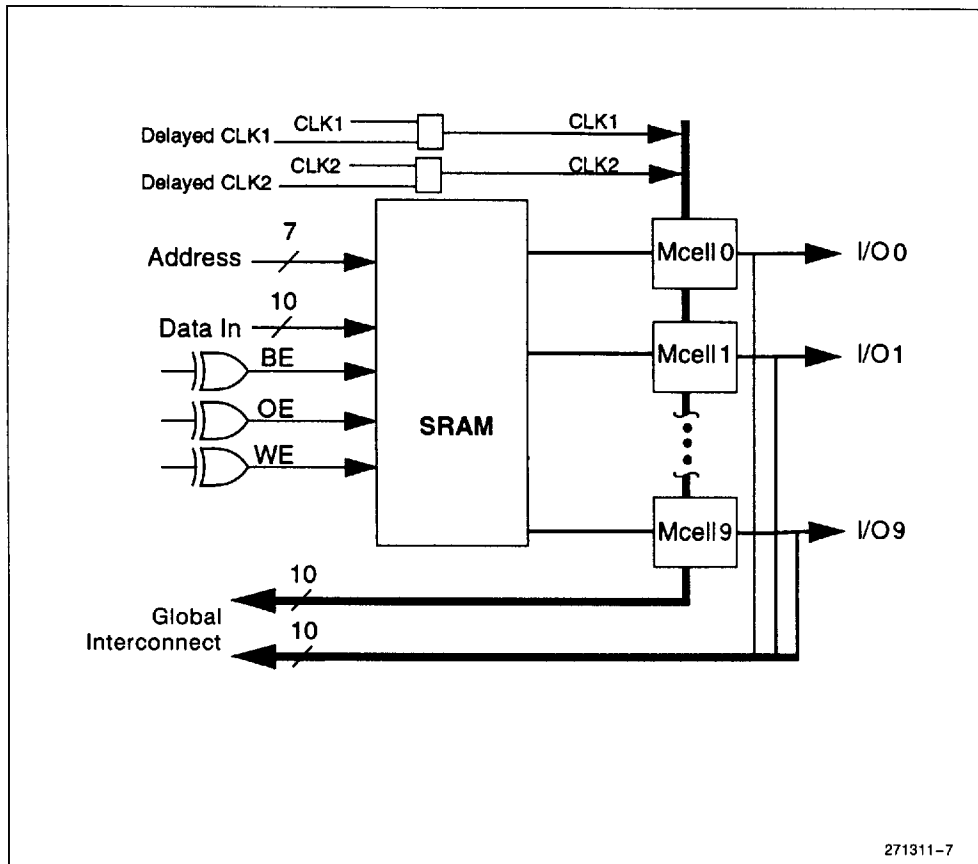 CLK1
Delayed CLK1
CLK1
CLK2
Delayed CLK2
CLK2
7
Address
10
Data In
BE
OE
WE
SRAM
Mcell 0
I/O 0
Mcell 1
I/O 1
Mcell 9
I/O 9
10
Global
Interconnect
10
271311-7